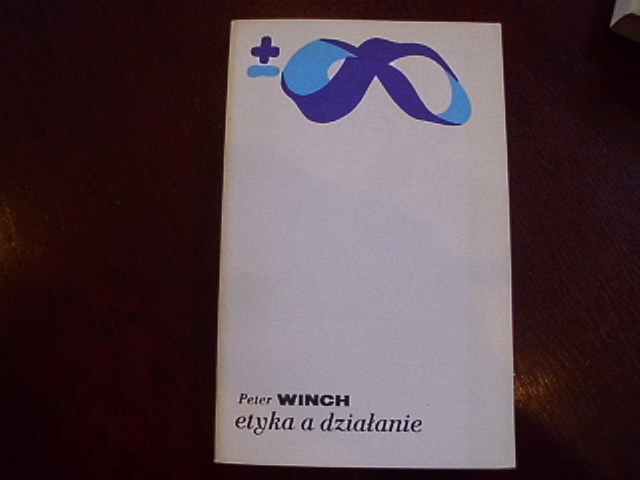 ±
Peter WINCH
etyka a działanie